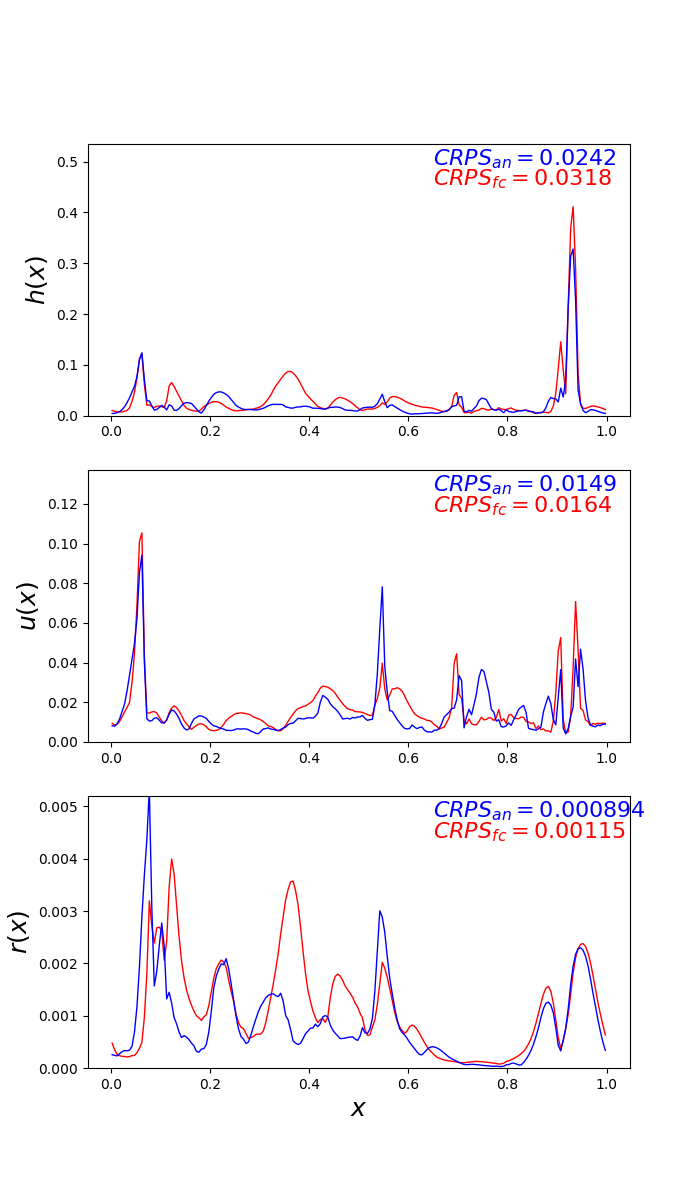 CRPS_an = 0.0242
CRPS_fc = 0.0318
h(x)
0.5
0.4
0.3
0.2
0.1
0.0
0.0 0.2 0.4 0.6 0.8 1.0
CRPS_an = 0.0149
CRPS_fc = 0.0164
u(x)
0.12
0.10
0.08
0.06
0.04
0.02
0.00
0.0 0.2 0.4 0.6 0.8 1.0
CRPS_an = 0.000894
CRPS_fc = 0.00115
r(x)
0.005
0.004
0.003
0.002
0.001
0.000
0.0 0.2 0.4 0.6 0.8 1.0
x